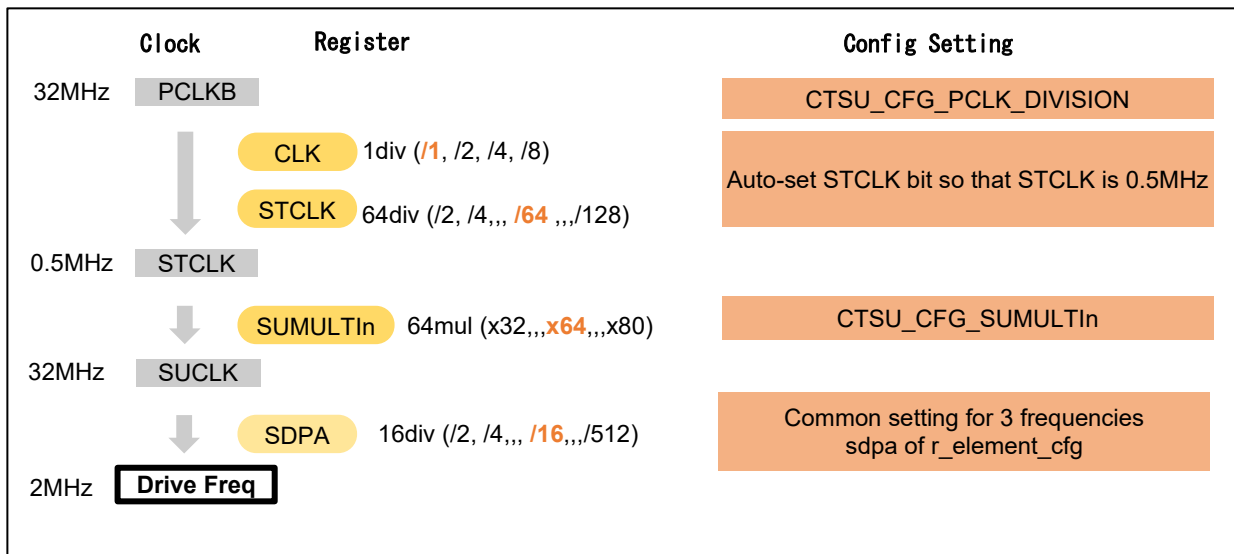 Clock Register Config Setting
32MHz PCLKB CTSU_CFG_PCLK_DIVISION
CLK 1div (/1, /2, /4, /8)
Auto-set STCLK bit so that STCLK is 0.5MHz
STCLK 64div (/2, /4,,, /64 ,,,/128)
0.5MHz STCLK
SUMULTIn 64mul (x32,,,x64,,,x80) CTSU_CFG_SUMULTIn
32MHz SUCLK
Common setting for 3 frequencies
SDPA 16div (/2, /4,,, /16,,,/512)
sdpa of r_element_cfg
2MHz Drive Freq